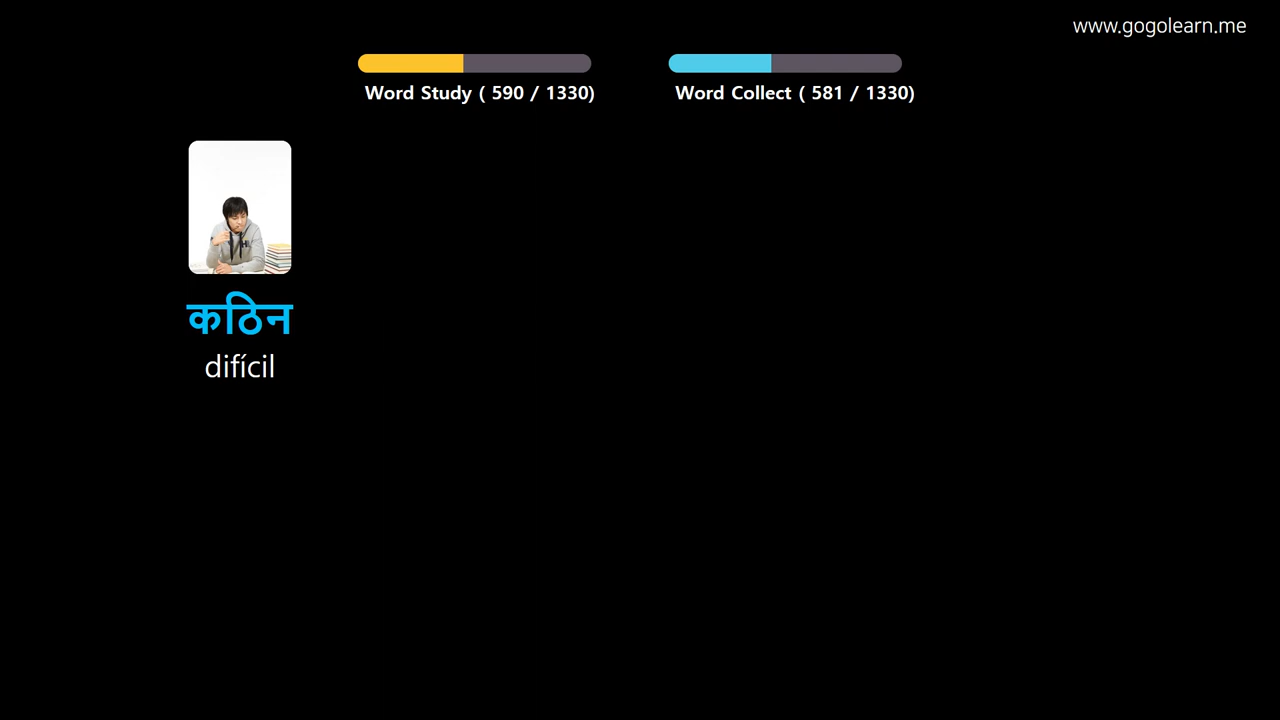 www.gogolearn.me
Word Study ( 590 / 1330)
Word Collect ( 581 / 1330)
कठिन
difícil